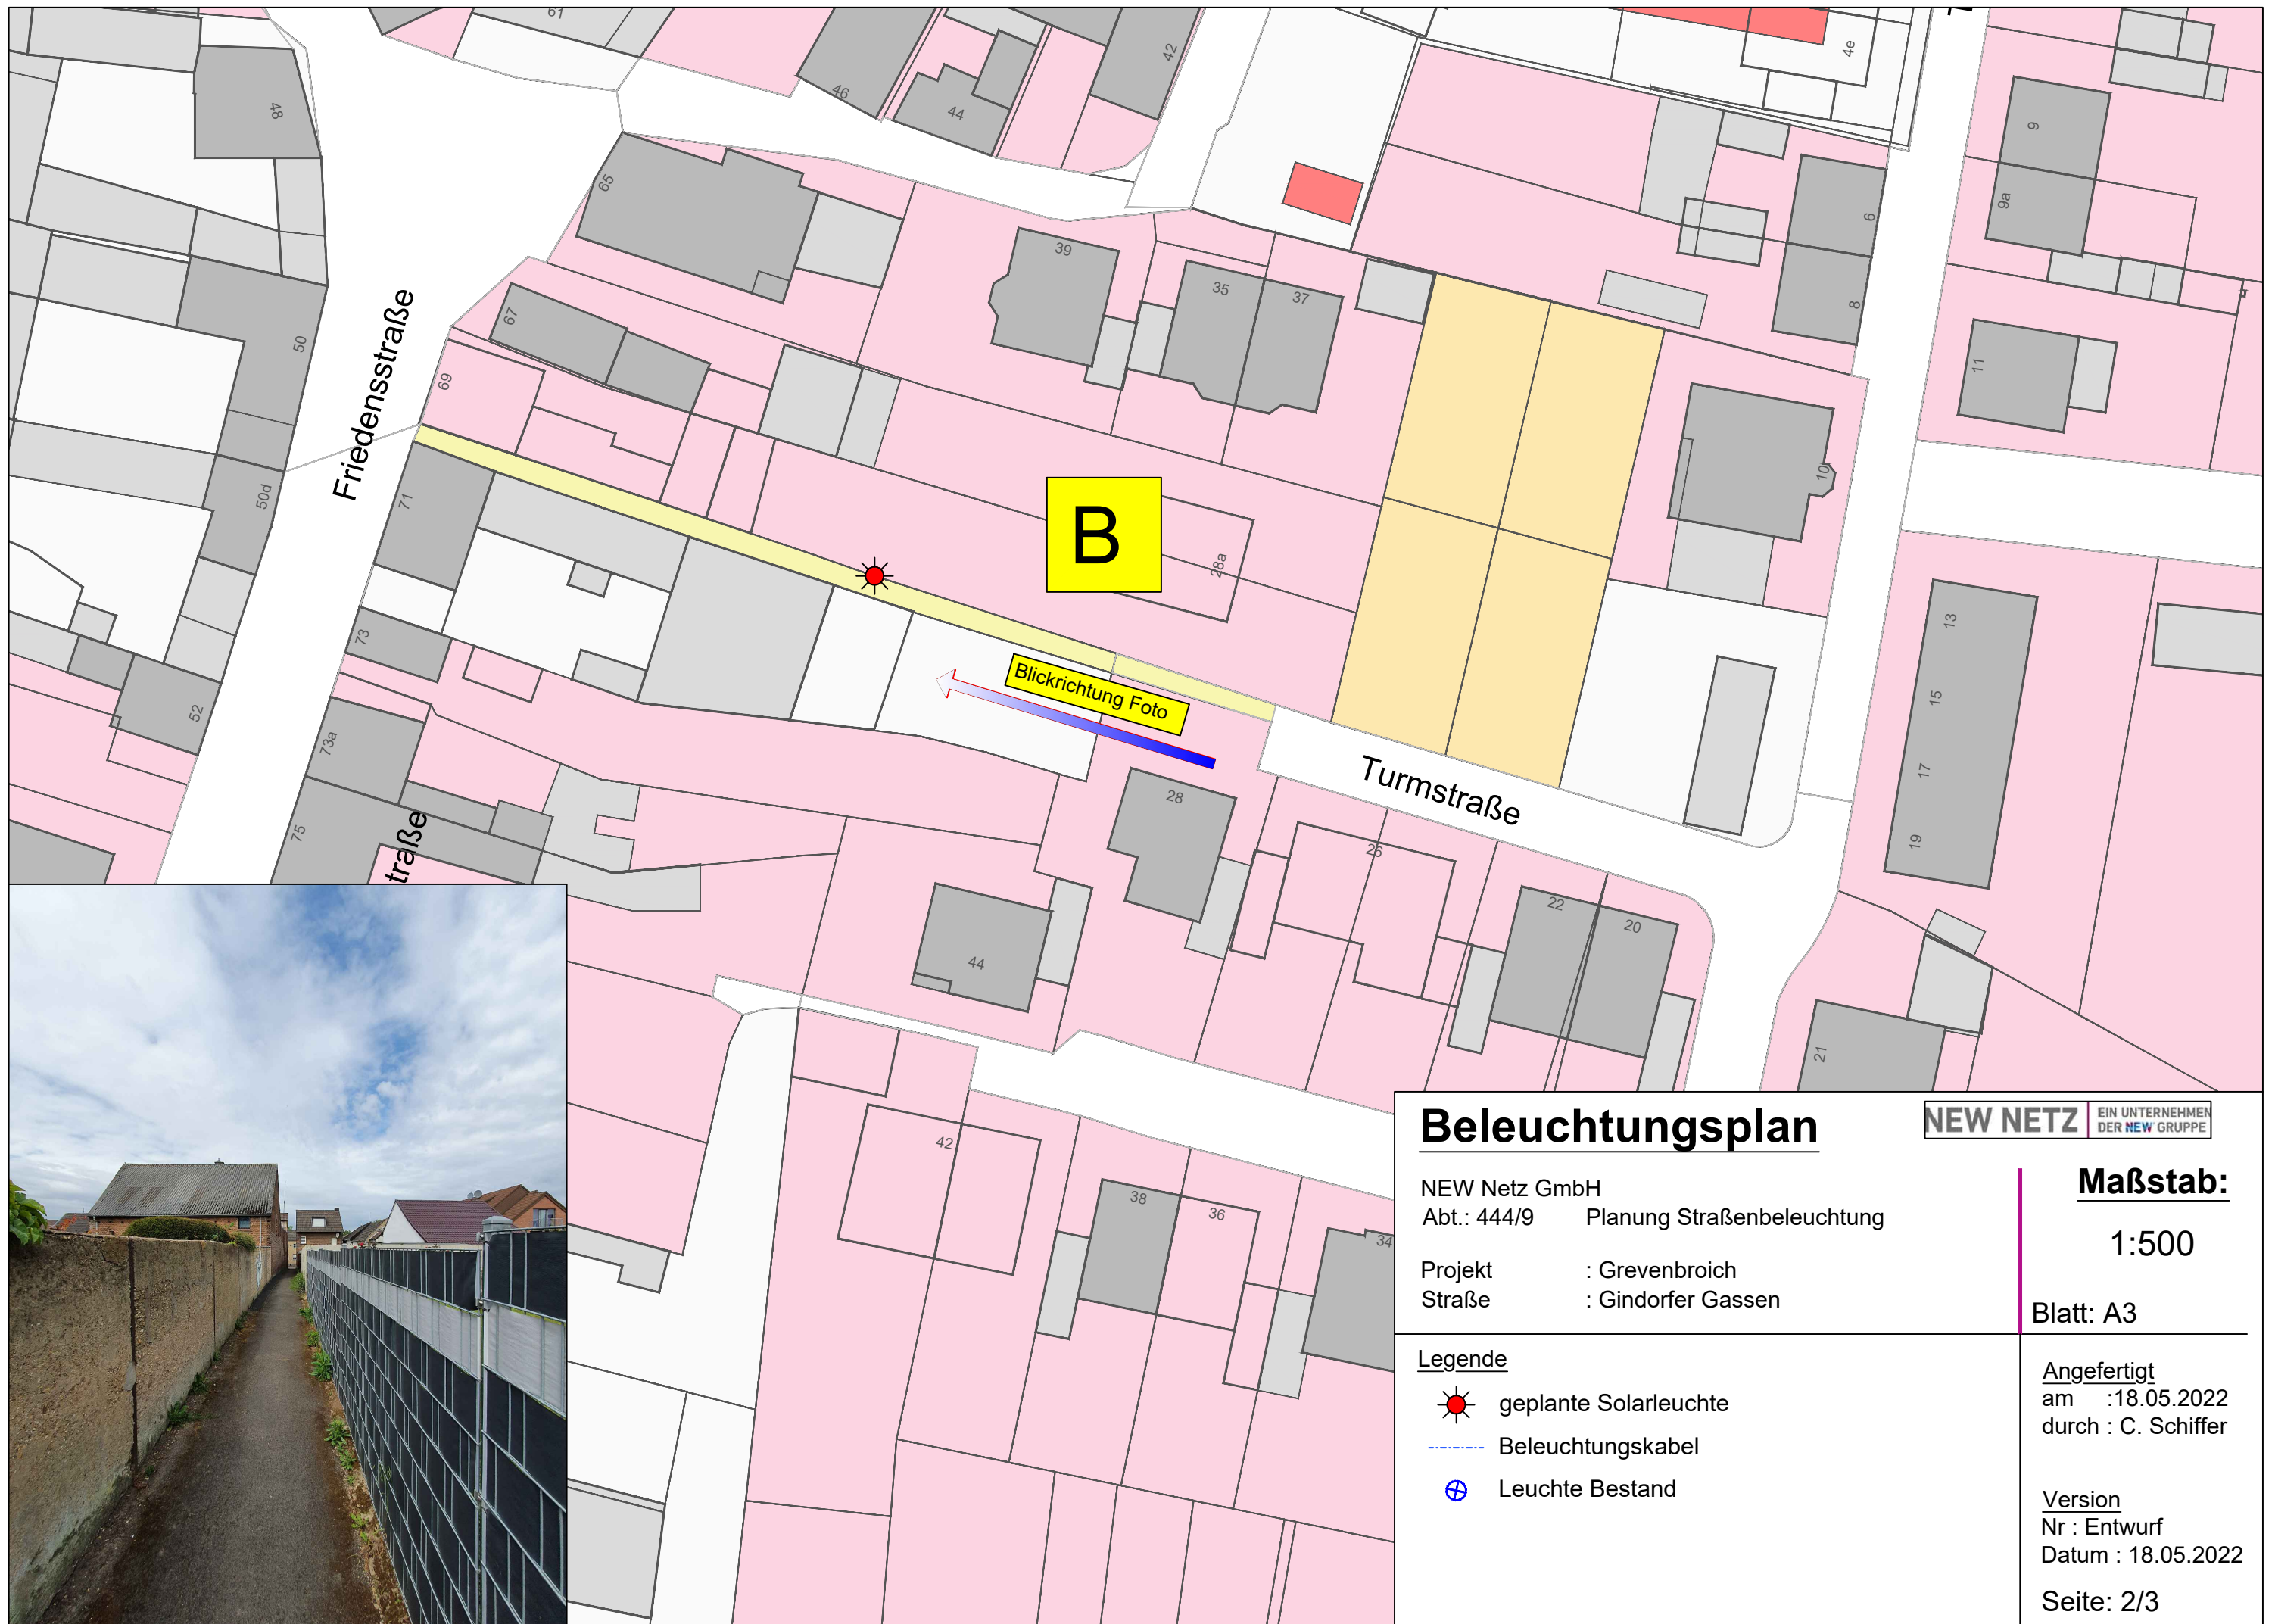 61
46
44
42
4e
48
65
39
35
37
9
9a
6
8
67
69
50
11
Friedensstraße
71
50d
B
28a
10
13
15
17
19
73
Blickrichtung Foto
52
73a
75
traße
Turmstraße
28
26
22
20
44
21
42
38
36
34
Beleuchtungsplan
NEW NETZ
EIN UNTERNEHMEN
DER NEW GRUPPE
NEW Netz GmbH
Abt.: 444/9 Planung Straßenbeleuchtung
Projekt : Grevenbroich
Straße : Gindorfer Gassen
Maßstab:
1:500
Blatt: A3
Legende
geplante Solarleuchte
Beleuchtungskabel
Leuchte Bestand
Angefertigt
am :18.05.2022
durch : C. Schiffer
Version
Nr : Entwurf
Datum : 18.05.2022
Seite: 2/3